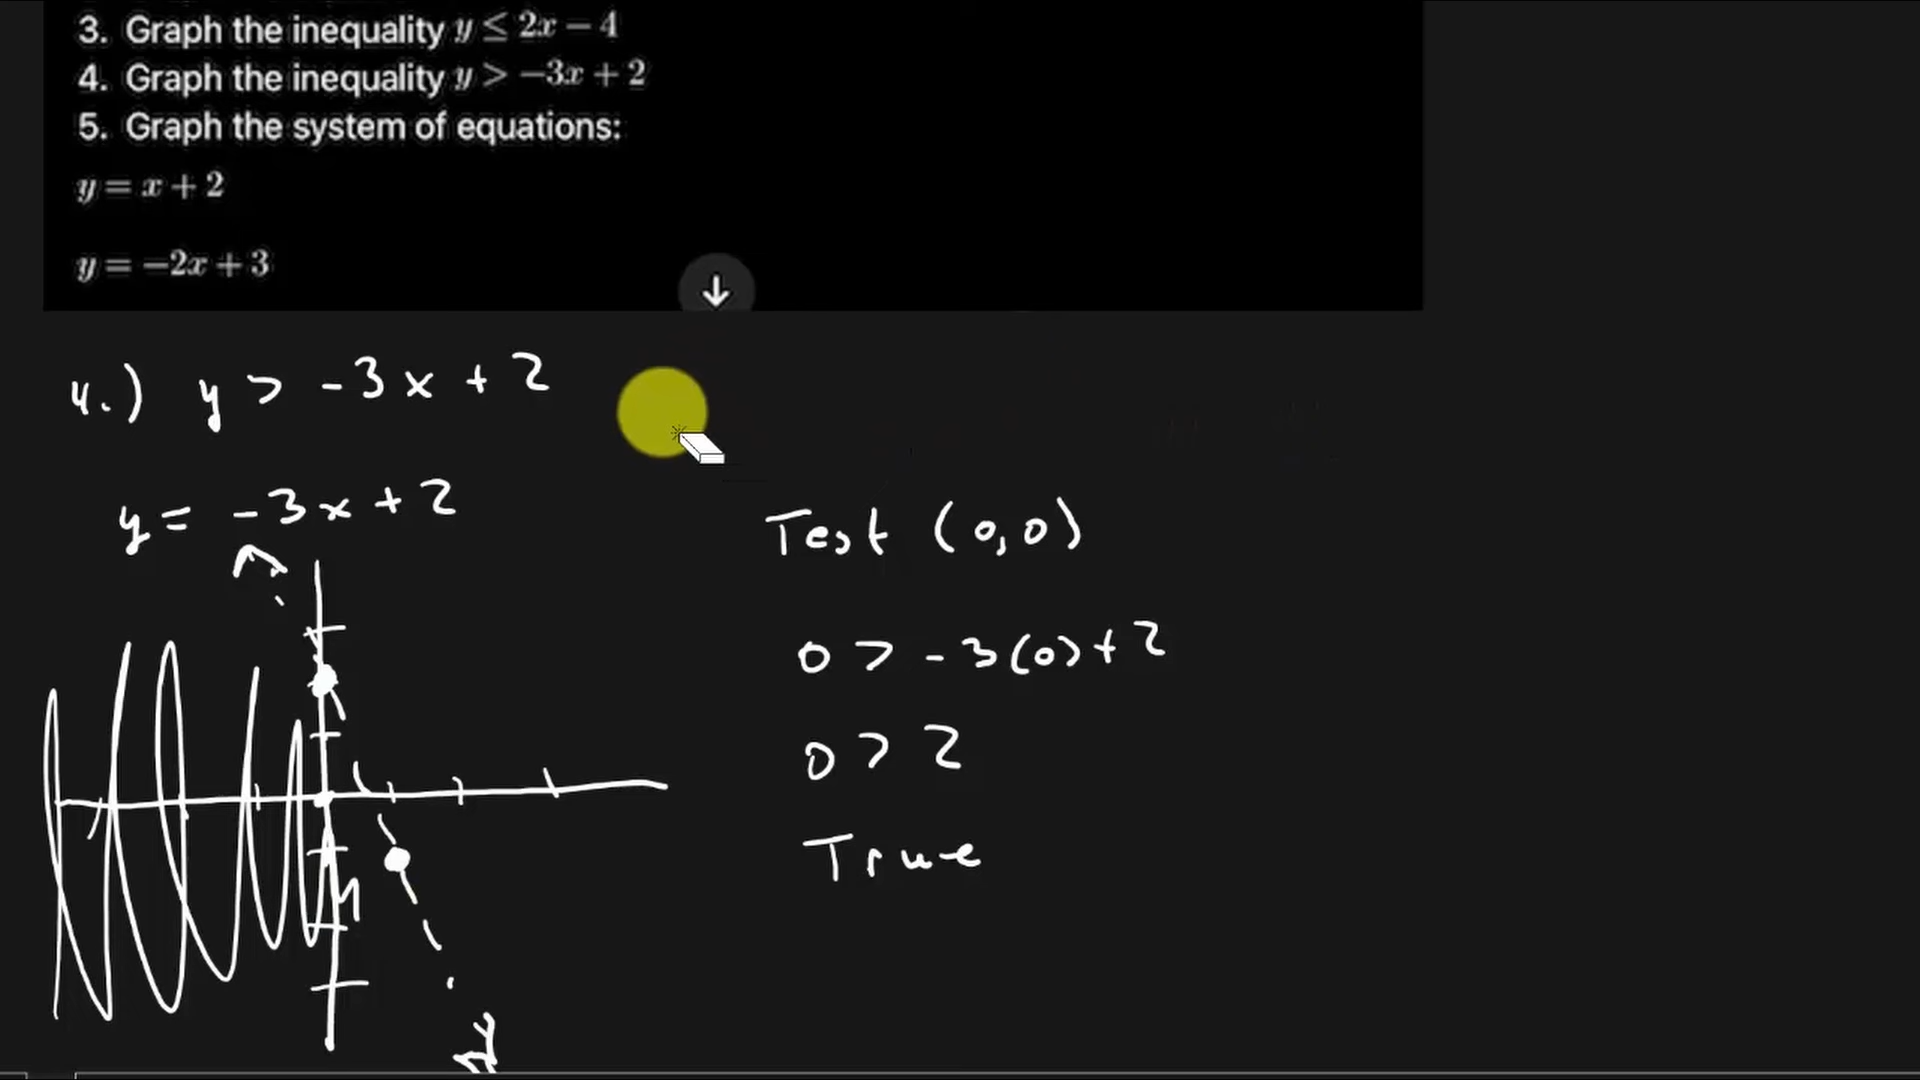 3. Graph the inequality y ≤ 2x − 4
4. Graph the inequality y > −3x + 2
5. Graph the system of equations:
y = x + 2
y = −2x + 3
4.) y > -3x + 2
y = -3x + 2
Test (0,0)
0 > -3(0) + 2
0 > 2
True